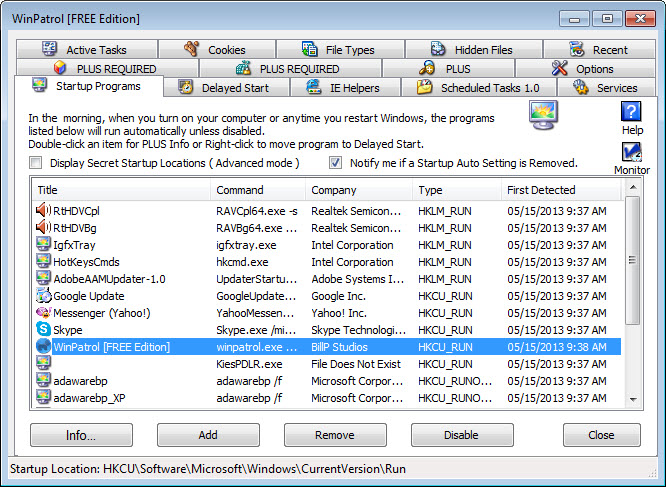 WinPatrol [FREE Edition]
Active Tasks Cookies File Types Hidden Files Recent
PLUS REQUIRED PLUS REQUIRED PLUS Options
Startup Programs Delayed Start IE Helpers Scheduled Tasks 1.0 Services
In the morning, when you turn on your computer or anytime you restart Windows, the programs
listed below will run automatically unless disabled.
Double-click an item for PLUS Info or Right-click to move program to Delayed Start.
Help
Display Secret Startup Locations ( Advanced mode ) Notify me if a Startup Auto Setting is Removed.
Monitor
Title Command Company Type First Detected
RtHDVCpl RAVCpl64.exe -s Realtek Semicon... HKLM_RUN 05/15/2013 9:37 AM
RtHDVBg RAVBg64.exe ... Realtek Semicon... HKLM_RUN 05/15/2013 9:37 AM
IgfxTray igfxtray.exe Intel Corporation HKLM_RUN 05/15/2013 9:37 AM
HotKeysCmds hkcmd.exe Intel Corporation HKLM_RUN 05/15/2013 9:37 AM
AdobeAAMUpdater-1.0 UpdaterStartu... Adobe Systems I... HKLM_RUN 05/15/2013 9:37 AM
Google Update GoogleUpdate... Google Inc. HKCU_RUN 05/15/2013 9:37 AM
Messenger (Yahoo!) YahooMessen... Yahoo! Inc. HKCU_RUN 05/15/2013 9:37 AM
Skype Skype.exe /mi... Skype Technologi... HKCU_RUN 05/15/2013 9:37 AM
WinPatrol [FREE Edition] winpatrol.exe ... BillP Studios HKCU_RUN 05/15/2013 9:38 AM
KiesPDLR.exe File Does Not Exist HKCU_RUN 05/15/2013 9:37 AM
adawarebp adawarebp /f Microsoft Corpor... HKCU_RUNO... 05/15/2013 9:37 AM
adawarebp_XP adawarebp /f Microsoft Corpor... HKCU_RUNO... 05/15/2013 9:37 AM
Info... Add Remove Disable Close
Startup Location: HKCU\Software\Microsoft\Windows\CurrentVersion\Run